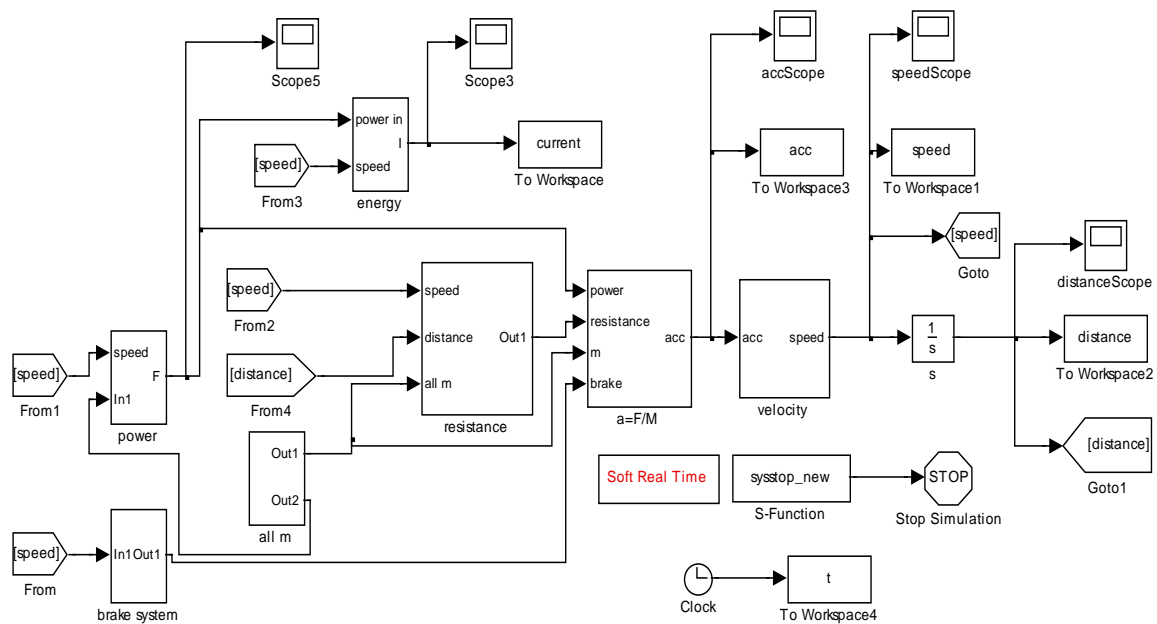 Scope5
Scope3
accScope
speedScope
power in
I
speed
energy
[speed]
From3
current
To Workspace
acc
To Workspace3
speed
To Workspace1
[speed]
Goto
distanceScope
[speed]
From2
[distance]
From4
speed
distance
all m
Out1
resistance
power
resistance
m
brake
acc
a=F/M
acc
speed
velocity
1
s
s
distance
To Workspace2
[distance]
Goto1
[speed]
From1
speed
In1
F
power
Out1
Out2
all m
Soft Real Time
sysstop_new
S-Function
STOP
Stop Simulation
[speed]
From
In1Out1
brake system
Clock
t
To Workspace4